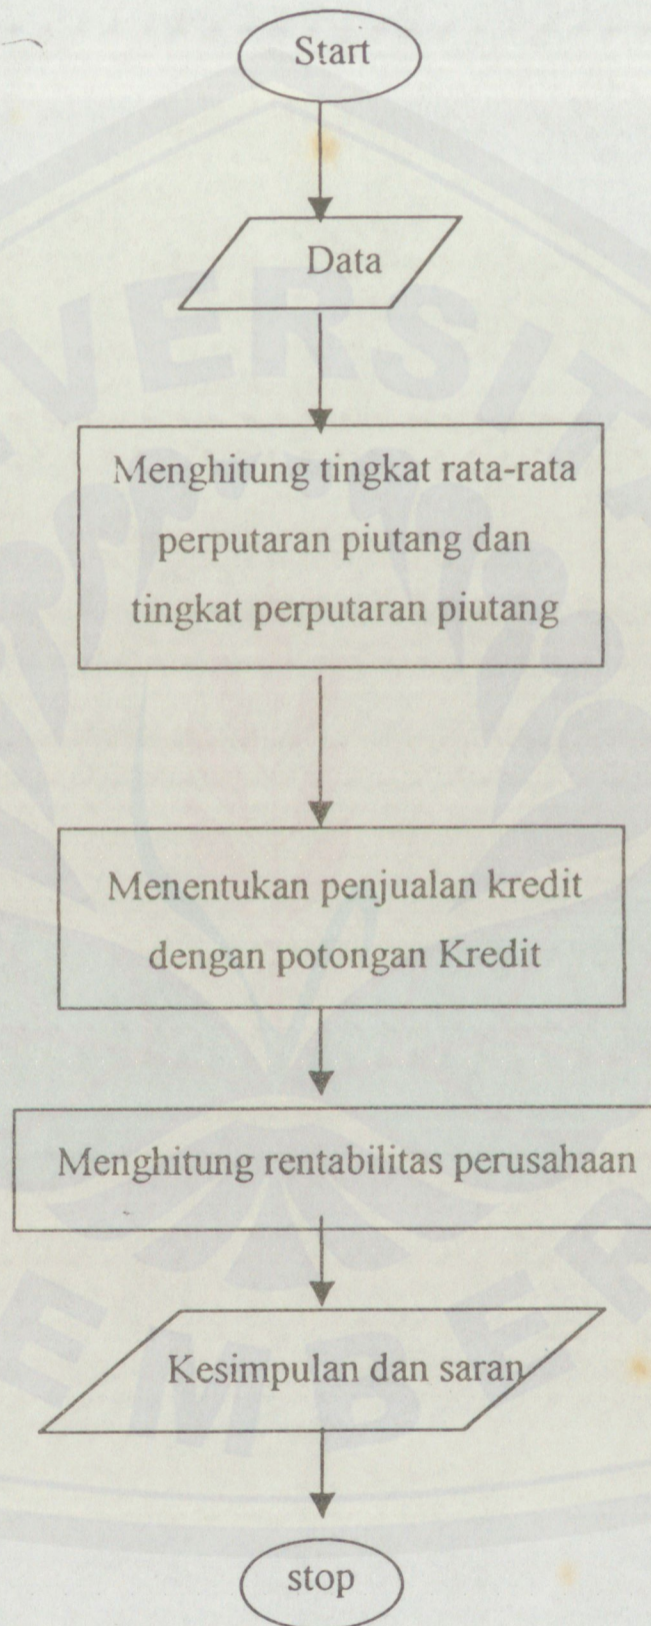 Start
Data
Menghitung tingkat rata-rata
perputaran piutang dan
tingkat perputaran piutang
Menentukan penjualan kredit
dengan potongan Kredit
Menghitung rentabilitas perusahaan
Kesimpulan dan saran
stop